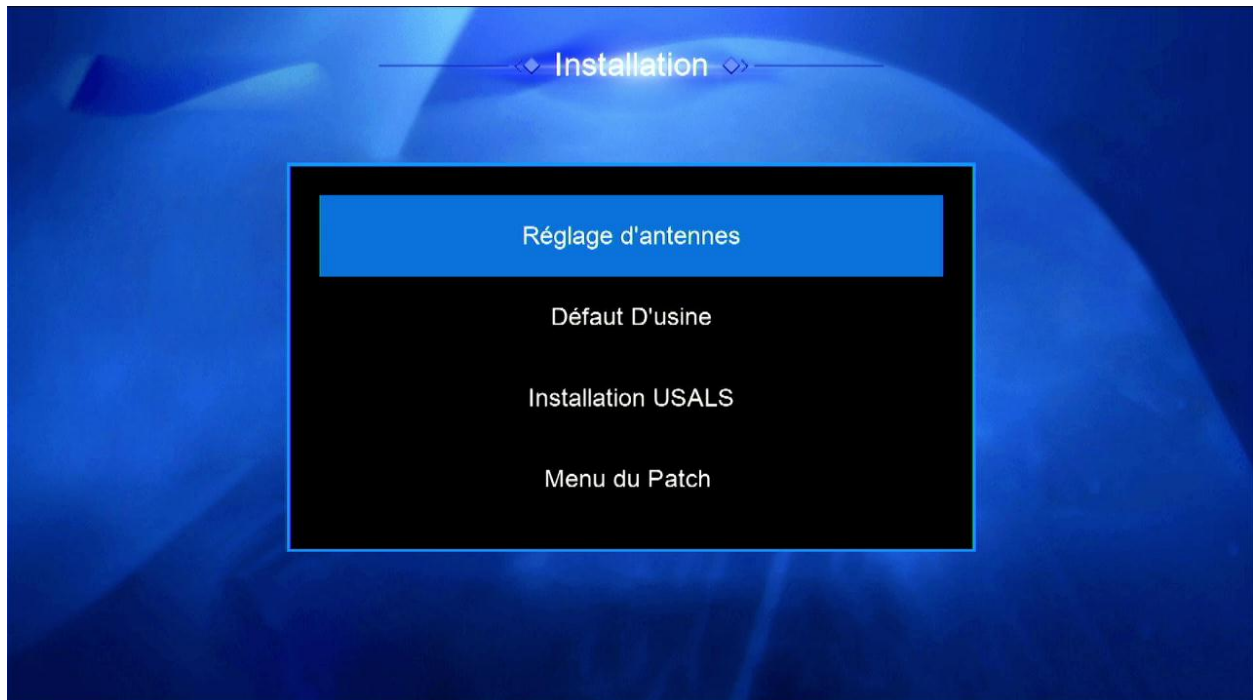 Installation
Réglage d'antennes
Défaut D'usine
Installation USALS
Menu du Patch